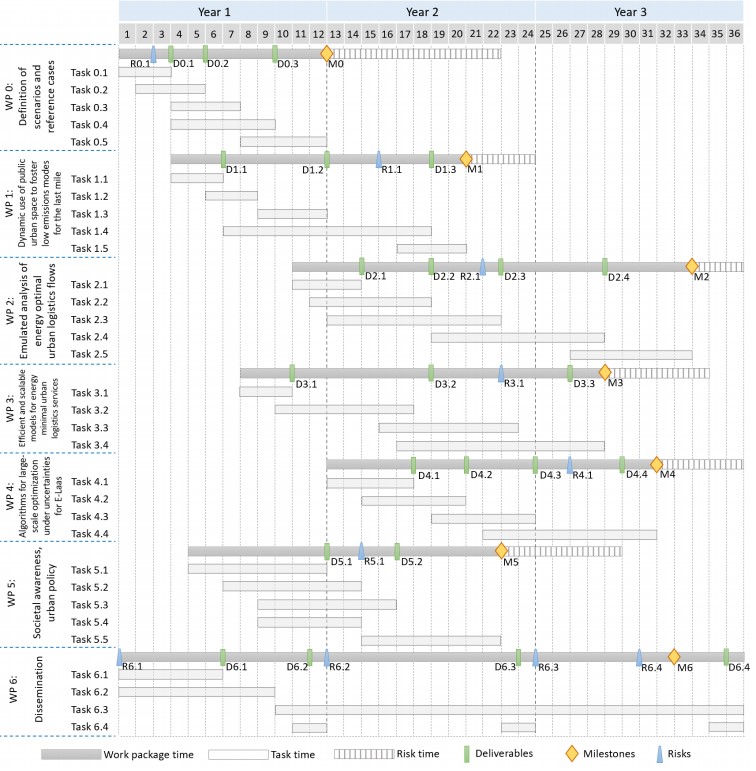 Year 1 Year 2 Year 3
1 2 3 4 5 6 7 8 9 10 11 12 13 14 15 16 17 18 19 20 21 22 23 24 25 26 27 28 29 30 31 32 33 34 35 36
WP 0:
Definition of
scenarios and
reference cases
R0.1 D0.1 D0.2 D0.3 M0
Task 0.1
Task 0.2
Task 0.3
Task 0.4
Task 0.5
WP 1:
Dynamic use of public
urban space to foster
low emissions modes
for the last mile
D1.1 D1.2 R1.1 D1.3 M1
Task 1.1
Task 1.2
Task 1.3
Task 1.4
Task 1.5
WP 2:
Emulated analysis of
energy optimal
urban logistics flows
D2.1 D2.2 R2.1 D2.3 D2.4 M2
Task 2.1
Task 2.2
Task 2.3
Task 2.4
Task 2.5
WP 3:
Efficient and scalable
models for energy
minimal urban
logistics services
D3.1 D3.2 R3.1 D3.3 M3
Task 3.1
Task 3.2
Task 3.3
Task 3.4
WP 4:
Algorithms for large-
scale optimization
under uncertainties
for E-Laas
D4.1 D4.2 D4.3 R4.1 D4.4 M4
Task 4.1
Task 4.2
Task 4.3
Task 4.4
WP 5:
Societal awareness,
urban policy
D5.1 R5.1 D5.2 M5
Task 5.1
Task 5.2
Task 5.3
Task 5.4
Task 5.5
WP 6:
Dissemination
R6.1 D6.1 D6.2 R6.2 D6.3 R6.3 R6.4 M6 D6.4
Task 6.1
Task 6.2
Task 6.3
Task 6.4
Work package time Task time Risk time Deliverables Milestones Risks